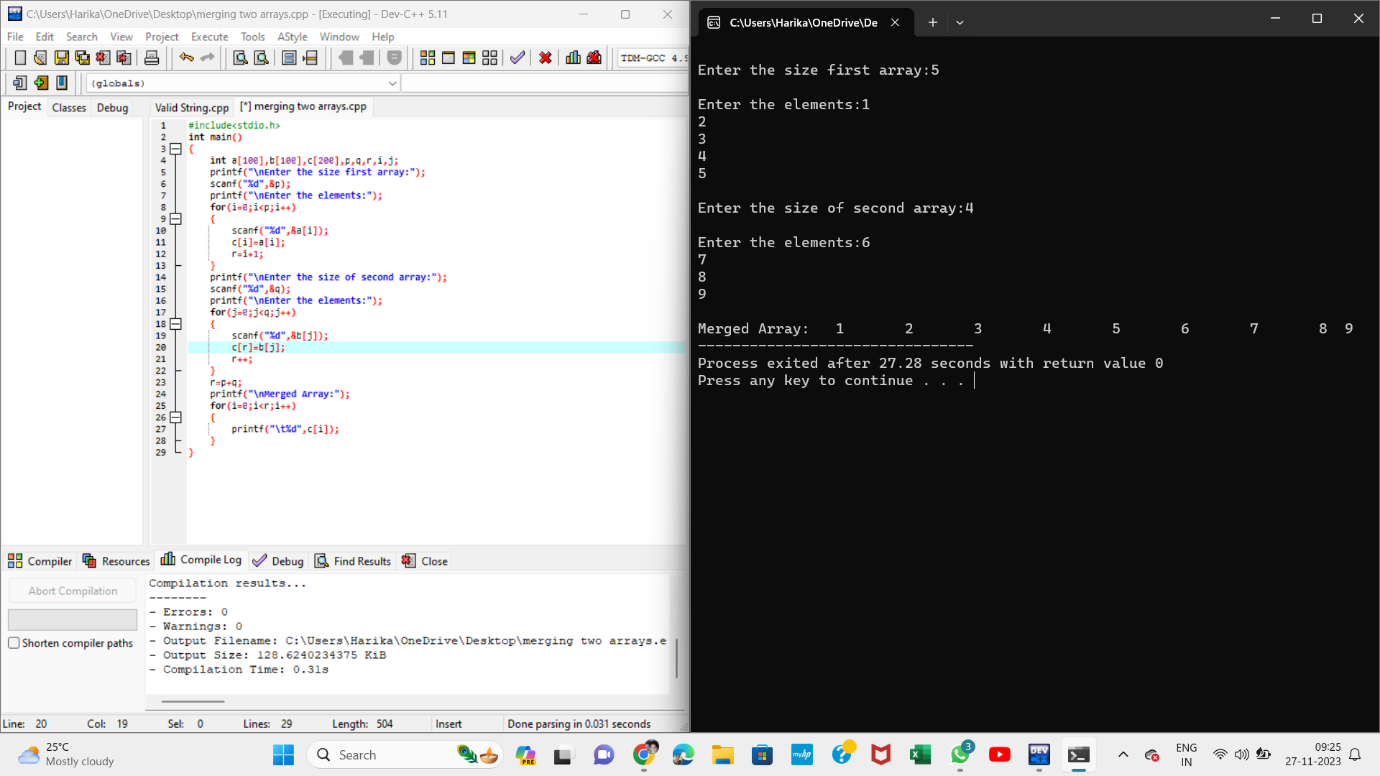 C:\Users\Harika\OneDrive\Desktop\merging two arrays.cpp - [Executing] - Dev-C++ 5.11
File Edit Search View Project Execute Tools AStyle Window Help
TDM-GCC 4.9
(globals)
Project Classes Debug
Valid String.cpp [*] merging two arrays.cpp
1 #include<stdio.h>
2 int main()
3 {
4 int a[100],b[100],c[200],p,q,r,i,j;
5 printf("\nEnter the size first array:");
6 scanf("%d",&p);
7 printf("\nEnter the elements:");
8 for(i=0;i<p;i++)
9 {
10 scanf("%d",&a[i]);
11 c[i]=a[i];
12 r=i+1;
13 }
14 printf("\nEnter the size of second array:");
15 scanf("%d",&q);
16 printf("\nEnter the elements:");
17 for(j=0;j<q;j++)
18 {
19 scanf("%d",&b[j]);
20 c[r]=b[j];
21 r++;
22 }
23 r=p+q;
24 printf("\nMerged Array:");
25 for(i=0;i<r;i++)
26 {
27 printf("\t%d",c[i]);
28 }
29 }
Compiler Resources Compile Log Debug Find Results Close
Abort Compilation
Shorten compiler paths
Compilation results...
--------
- Errors: 0
- Warnings: 0
- Output Filename: C:\Users\Harika\OneDrive\Desktop\merging two arrays.e
- Output Size: 128.6240234375 KiB
- Compilation Time: 0.31s
Line: 20 Col: 19 Sel: 0 Lines: 29 Length: 504 Insert Done parsing in 0.031 seconds
C:\Users\Harika\OneDrive\De
Enter the size first array:5
Enter the elements:1
2
3
4
5
Enter the size of second array:4
Enter the elements:6
7
8
9
Merged Array: 1 2 3 4 5 6 7 8 9
--------------------------------
Process exited after 27.28 seconds with return value 0
Press any key to continue . . .
25°C
Mostly cloudy
Search
PRE
myhp
3
DEV
ENG
IN
09:25
27-11-2023